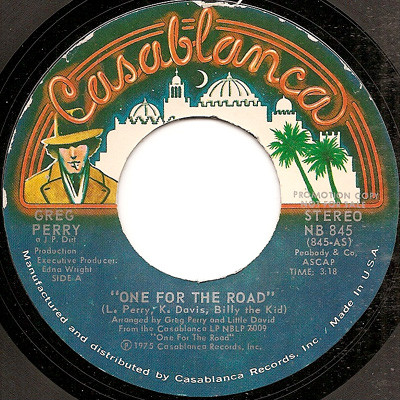 Casablanca
PROMOTION COPY
GREG
PERRY
a J.P. Det
Production
Executive Producer:
Edna Wright
SIDE-A
STEREO
NB 845
(845-AS)
Peabody & Co.
ASCAP
TIME: 3:18
"ONE FOR THE ROAD"
(L. Perry, K. Davis, Billy the Kid)
Arranged by Greg Perry and Little David
From the Casablanca LP NBLP 7009
"One For The Road"
℗ 1975 Casablanca Records, Inc.
Manufactured and distributed by Casablanca Records, Inc. Made in U.S.A.